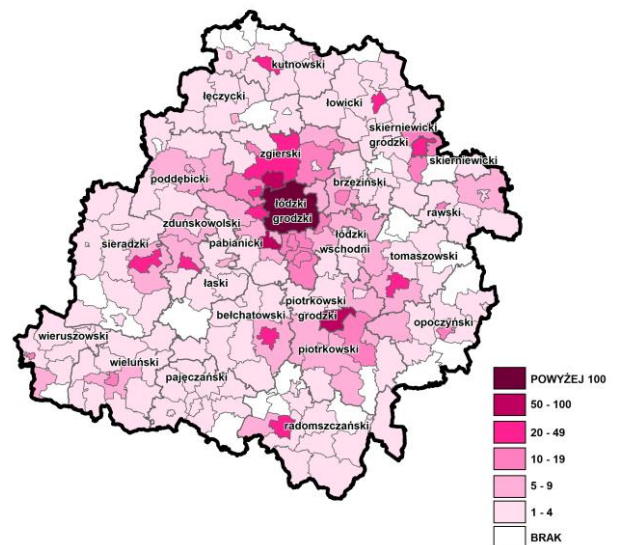 kutnowski
łęczycki
łowicki
skierniewicki
grodzki
skierniewicki
zgierski
poddębicki
brzeziński
łódzki
grodzki
rawski
zduńskowolski
sieradzki
pabianicki
łódzki
wschodni
tomaszowski
łaski
bełchatowski
piotrkowski
grodzki
opoczyński
wieruszowski
wieluński
pajęczański
piotrkowski
radomszczański
POWYŻEJ 100
50 - 100
20 - 49
10 - 19
5 - 9
1 - 4
BRAK